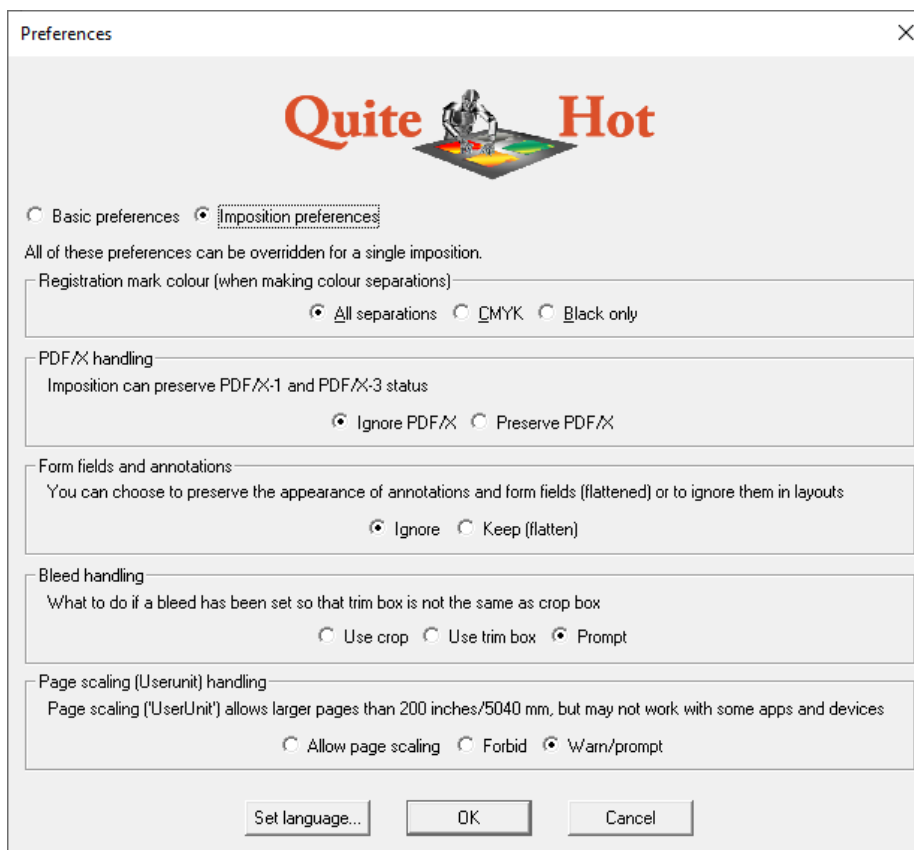 Preferences
Quite Hot
Basic preferences Imposition preferences
All of these preferences can be overridden for a single imposition.
Registration mark colour (when making colour separations)
All separations CMYK Black only
PDF/X handling
Imposition can preserve PDF/X-1 and PDF/X-3 status
Ignore PDF/X Preserve PDF/X
Form fields and annotations
You can choose to preserve the appearance of annotations and form fields (flattened) or to ignore them in layouts
Ignore Keep (flatten)
Bleed handling
What to do if a bleed has been set so that trim box is not the same as crop box
Use crop Use trim box Prompt
Page scaling (Userunit) handling
Page scaling ('UserUnit') allows larger pages than 200 inches/5040 mm, but may not work with some apps and devices
Allow page scaling Forbid Warn/prompt
Set language... OK Cancel